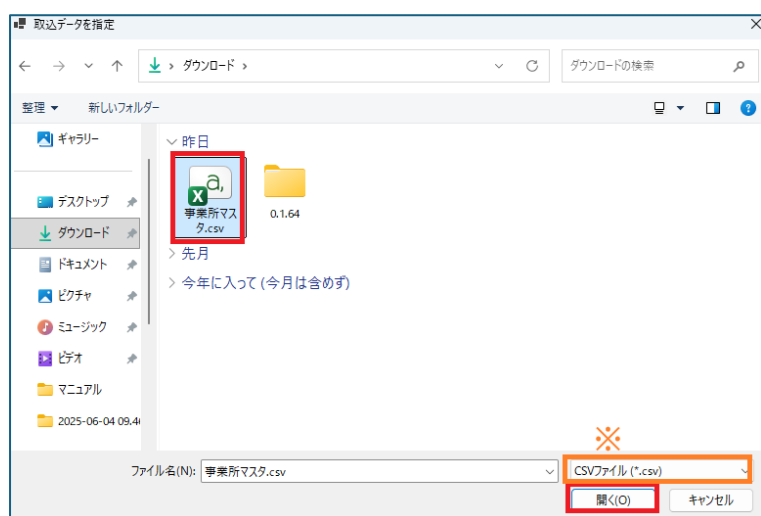 取込データを指定
ダウンロード
ダウンロードの検索
整理
新しいフォルダー
ギャラリー
デスクトップ
ダウンロード
ドキュメント
ピクチャ
ミュージック
ビデオ
マニュアル
2025-06-04 09.4
昨日
a,
X
事業所マス
タ.csv
0.1.64
先月
今年に入って (今月は含めず)
※
ファイル名(N):
事業所マスタ.csv
CSVファイル (*.csv)
開く(O)
キャンセル